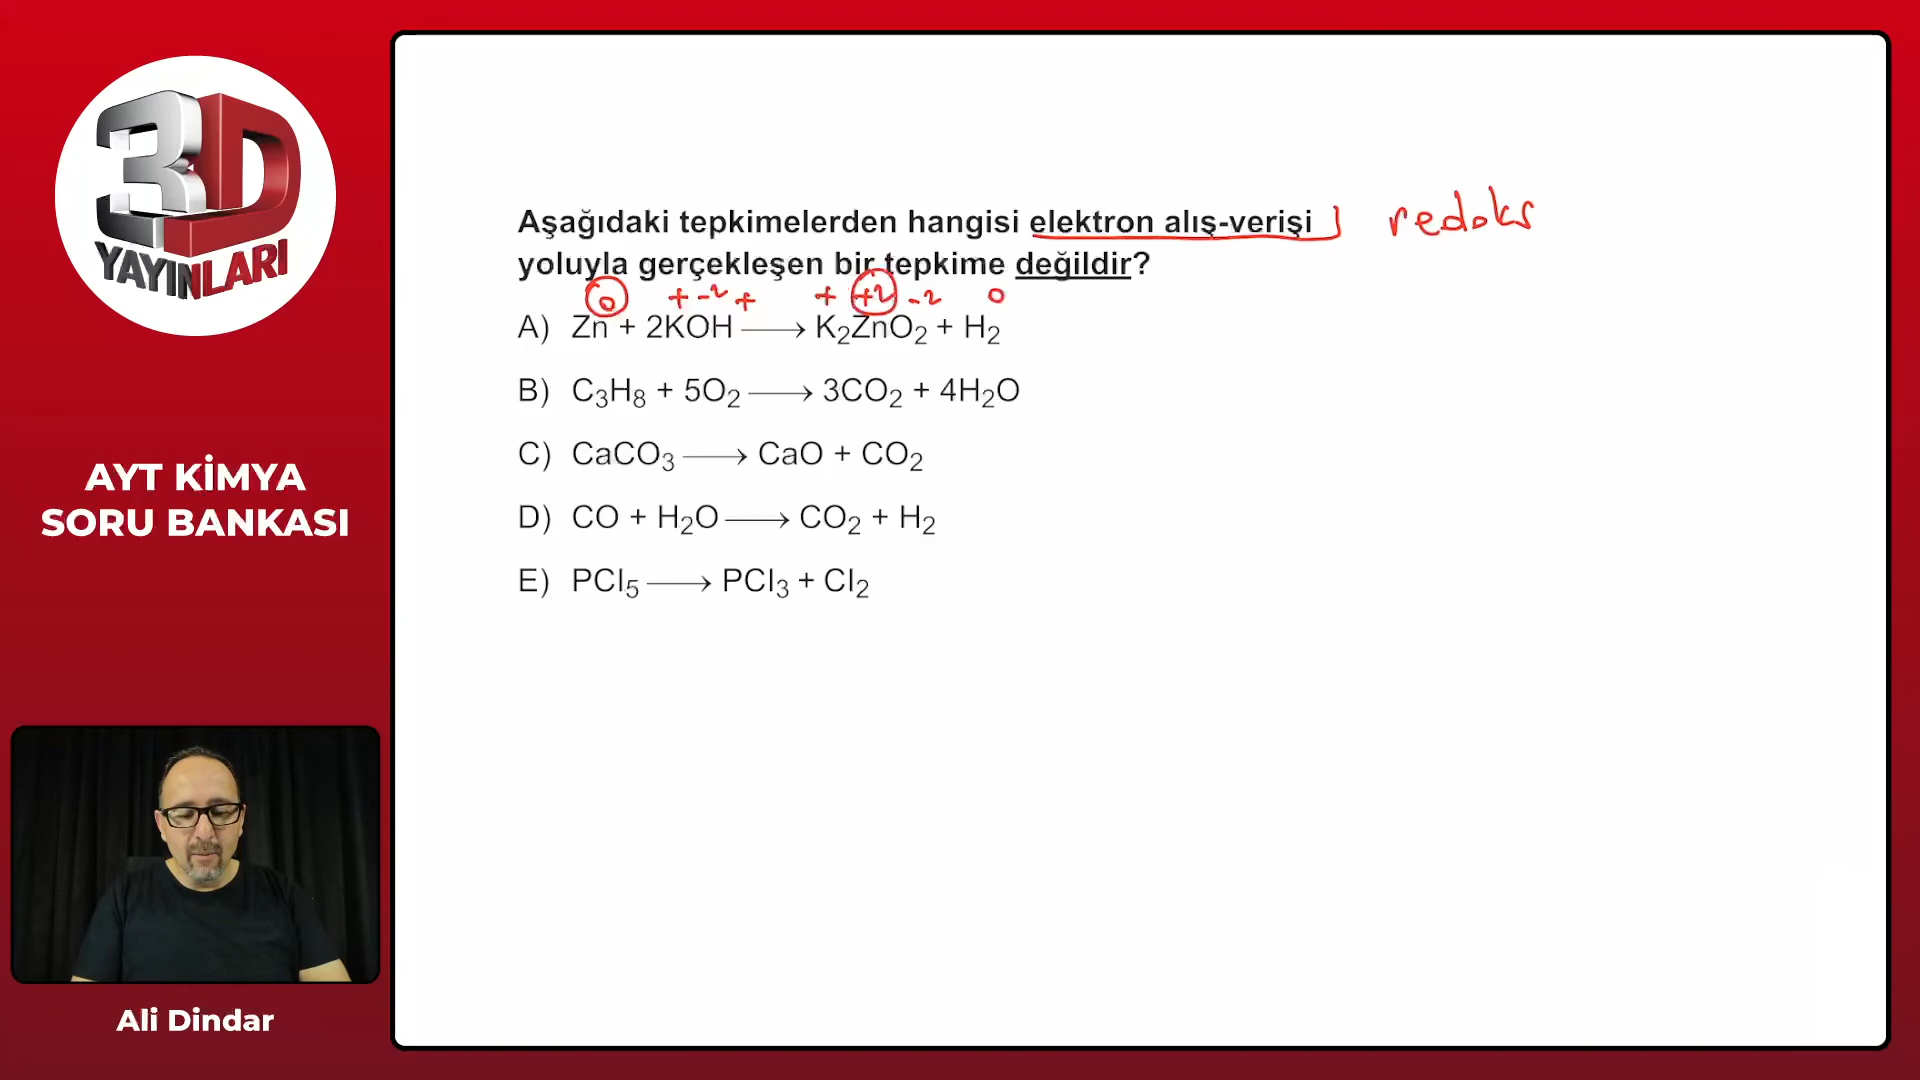 3D
YAYINLARI
AYT KİMYA
SORU BANKASI
Ali Dindar
Aşağıdaki tepkimelerden hangisi elektron alış-verişi redoks
yoluyla gerçekleşen bir tepkime değildir?
0 + -2 + + +2 -2 0
A) Zn + 2KOH ⟶ K₂ZnO₂ + H₂
B) C₃H₈ + 5O₂ ⟶ 3CO₂ + 4H₂O
C) CaCO₃ ⟶ CaO + CO₂
D) CO + H₂O ⟶ CO₂ + H₂
E) PCl₅ ⟶ PCl₃ + Cl₂